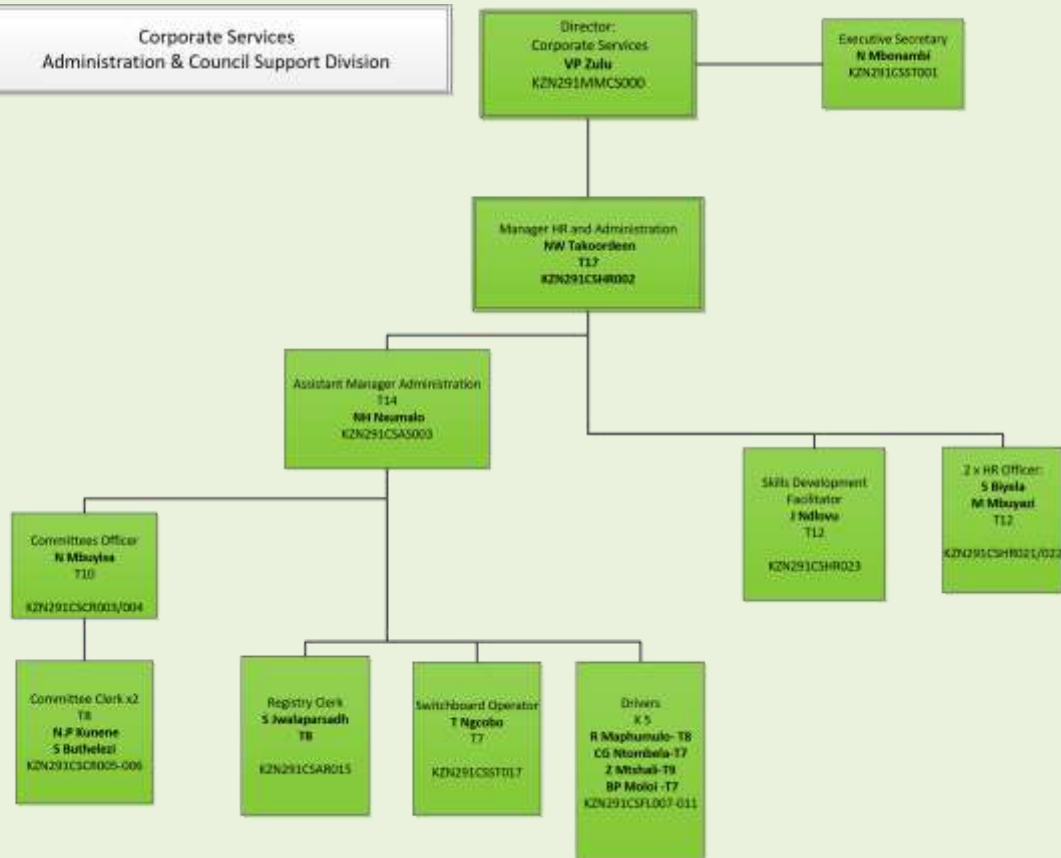 Corporate Services
Administration & Council Support Division
Director:
Corporate Services
VP Zulu
KZN291MMCS000
Executive Secretary
N Mbonambi
KZN291CSST001
Manager HR and Administration
NW Takoordeen
T17
KZN291CSHR002
Assistant Manager Administration
T14
NH Nxumalo
KZN291CSAS003
Skills Development
Facilitator
J Ndlovu
T12
KZN291CSHR023
2 x HR Officer:
S Biyela
M Mbuyazi
T12
KZN291CSHR021/022
Committees Officer
N Mbuyisa
T10
KZN291CSCR003/004
Committee Clerk x2
T8
N.P Kunene
S Buthelezi
KZN291CSCR005-006
Registry Clerk
S Jwalaparsadh
T8
KZN291CSAR015
Switchboard Operator
T Ngcobo
T7
KZN291CSST017
Drivers
X 5
R Maphumulo- T8
CG Ntombela-T7
Z Mtshali-T9
BP Moloi -T7
KZN291CSFL007-011